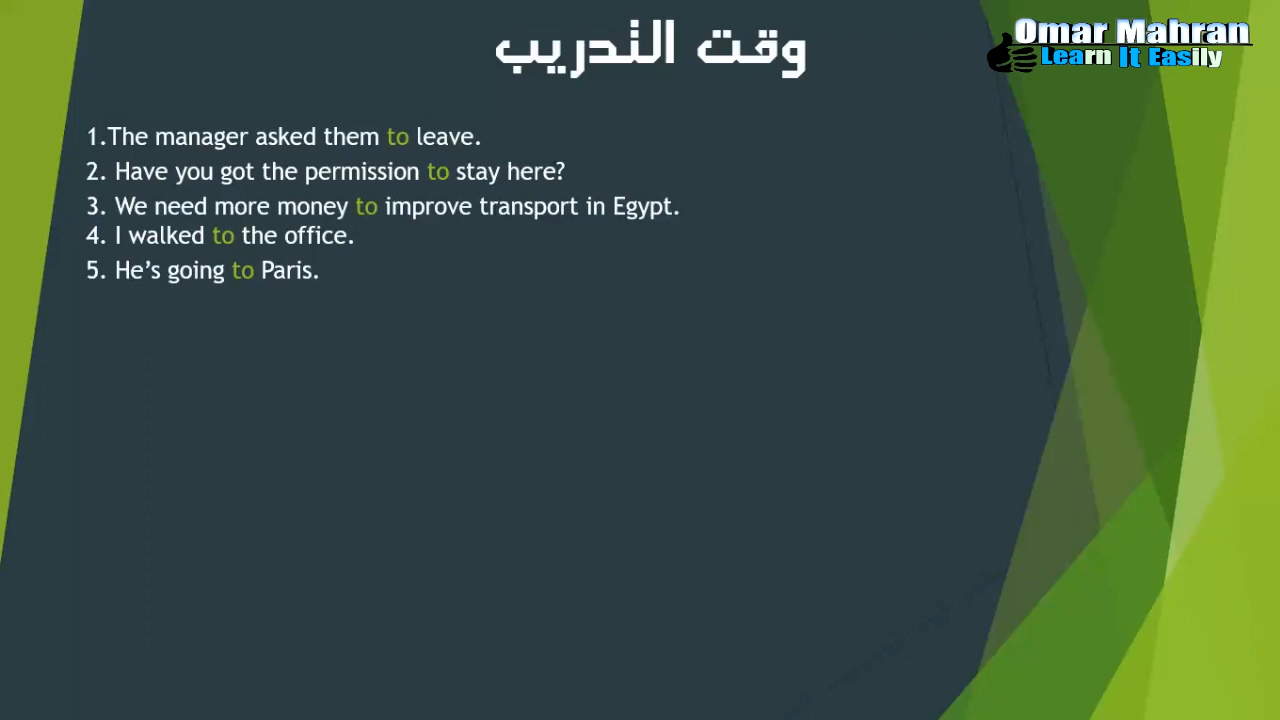 وقت التدريب
Omar Mahran
Learn It Easily
1.The manager asked them to leave.
2. Have you got the permission to stay here?
3. We need more money to improve transport in Egypt.
4. I walked to the office.
5. He’s going to Paris.